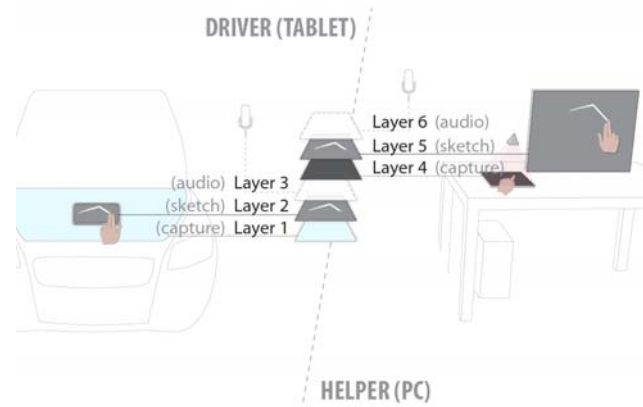 DRIVER (TABLET)
Layer 6 (audio)
Layer 5 (sketch)
Layer 4 (capture)
(audio) Layer 3
(sketch) Layer 2
(capture) Layer 1
HELPER (PC)